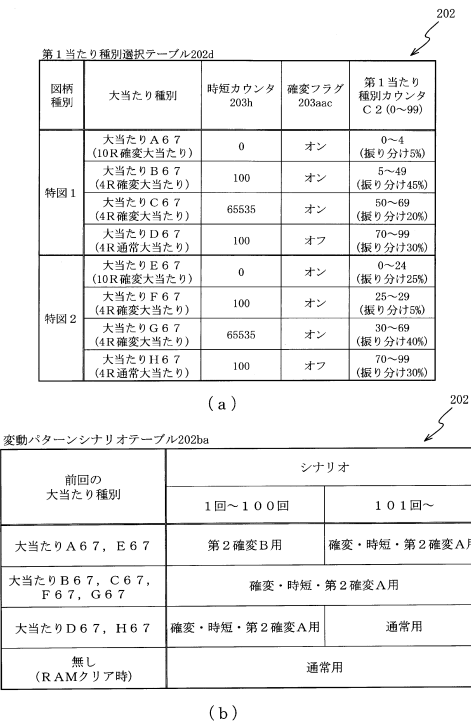 202
第１当たり種別選択テーブル202d
図柄
種別
大当たり種別
時短カウンタ
203h
確変フラグ
203aac
第１当たり
種別カウンタ
Ｃ２(0～99)
特図１
大当たりＡ６７
(10R確変大当たり)
0
オン
0～4
(振り分け5%)
大当たりＢ６７
(4R確変大当たり)
100
オン
5～49
(振り分け45%)
大当たりＣ６７
(4R確変大当たり)
65535
オン
50～69
(振り分け20%)
大当たりＤ６７
(4R通常大当たり)
100
オフ
70～99
(振り分け30%)
特図２
大当たりＥ６７
(10R確変大当たり)
0
オン
0～24
(振り分け25%)
大当たりＦ６７
(4R確変大当たり)
100
オン
25～29
(振り分け5%)
大当たりＧ６７
(4R確変大当たり)
65535
オン
30～69
(振り分け40%)
大当たりＨ６７
(4R通常大当たり)
100
オフ
70～99
(振り分け30%)
(a)
202
変動パターンシナリオテーブル202ba
前回の
大当たり種別
シナリオ
１回～１００回
１０１回～
大当たりＡ６７，Ｅ６７
第２確変Ｂ用
確変・時短・第２確変Ａ用
大当たりＢ６７，Ｃ６７，
Ｆ６７，Ｇ６７
確変・時短・第２確変Ａ用
大当たりＤ６７，Ｈ６７
確変・時短・第２確変Ａ用
通常用
無し
(ＲＡＭクリア時)
通常用
(b)